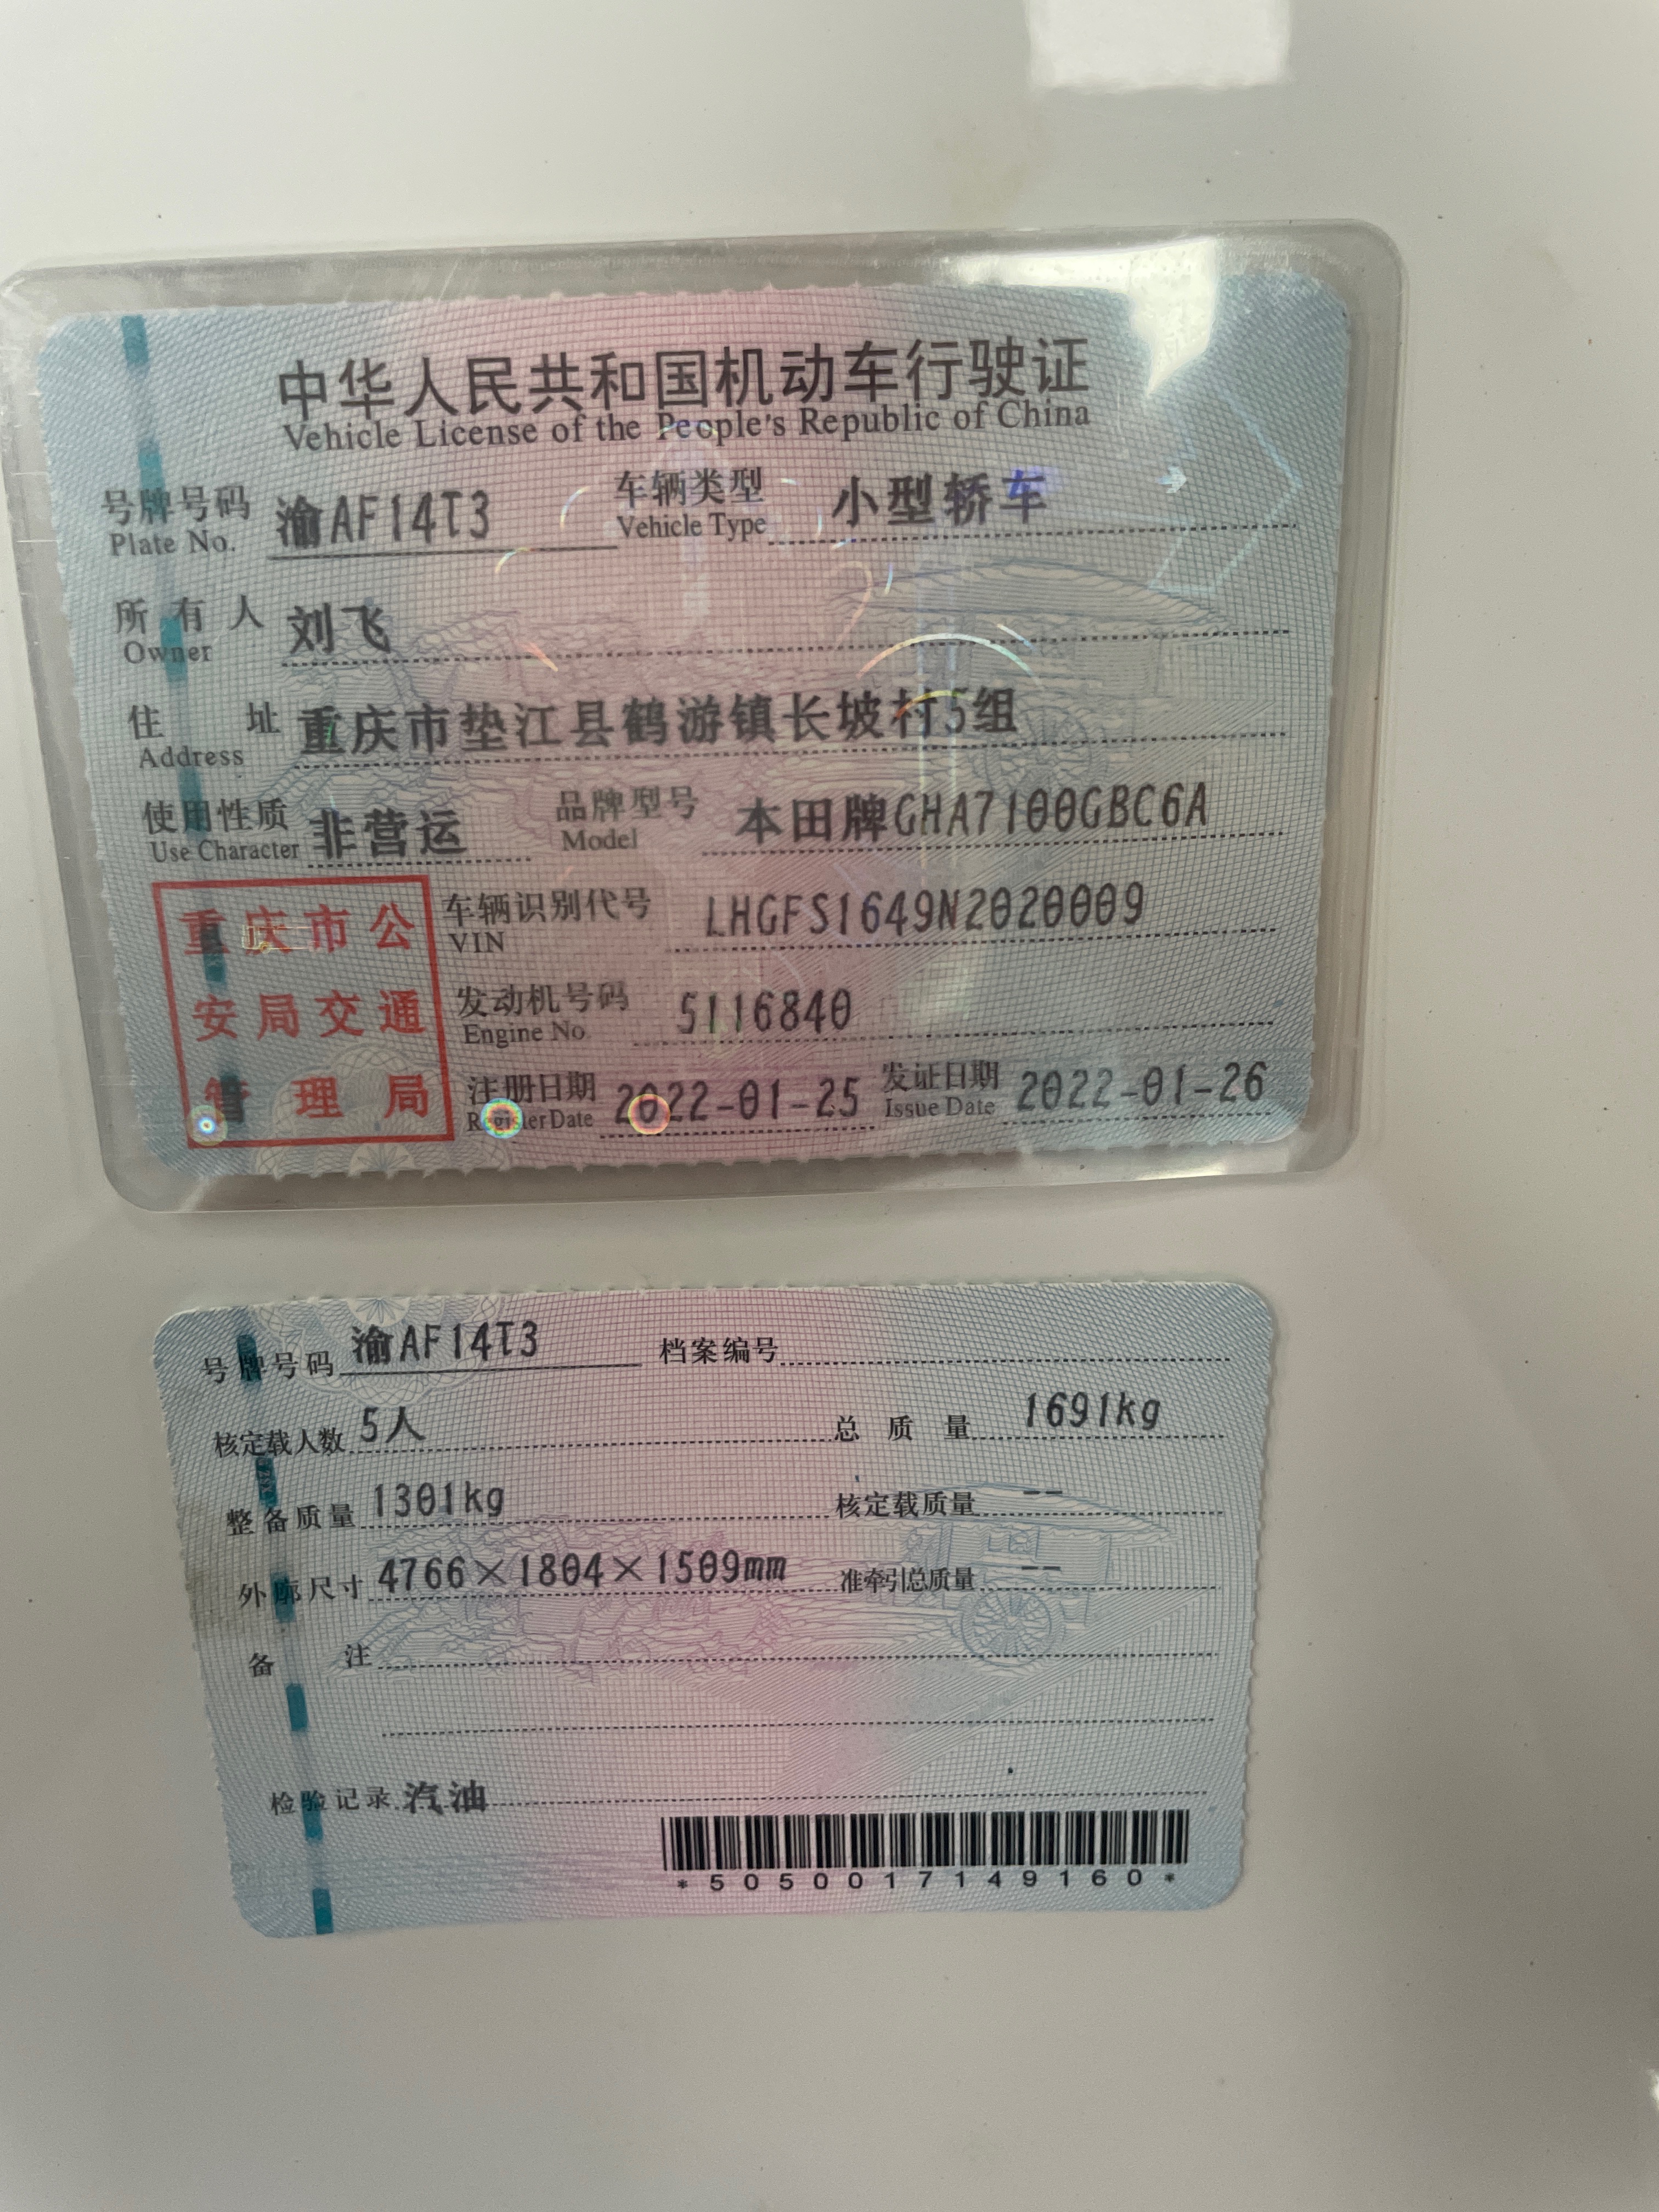 中华人民共和国机动车行驶证
Vehicle License of the People's Republic of China
号牌号码 渝AF14T3 车辆类型 小型轿车
Plate No. Vehicle Type
所有人 刘飞
Owner
住址 重庆市垫江县鹤游镇长坡村5组
Address
使用性质 非营运 品牌型号 本田牌GHA7100GBC6A
Use Character Model
重庆市公
安局交通
管理局
车辆识别代号 LHGFS1649N2020009
VIN
发动机号码 5116840
Engine No.
注册日期 2022-01-25 发证日期 2022-01-26
Register Date Issue Date
号牌号码 渝AF14T3 档案编号
核定载人数 5人 总质量 1691kg
整备质量 1301kg 核定载质量 --
外廓尺寸 4766×1804×1509mm 准牵引总质量 --
备注
检验记录 汽油
*5050017149160*